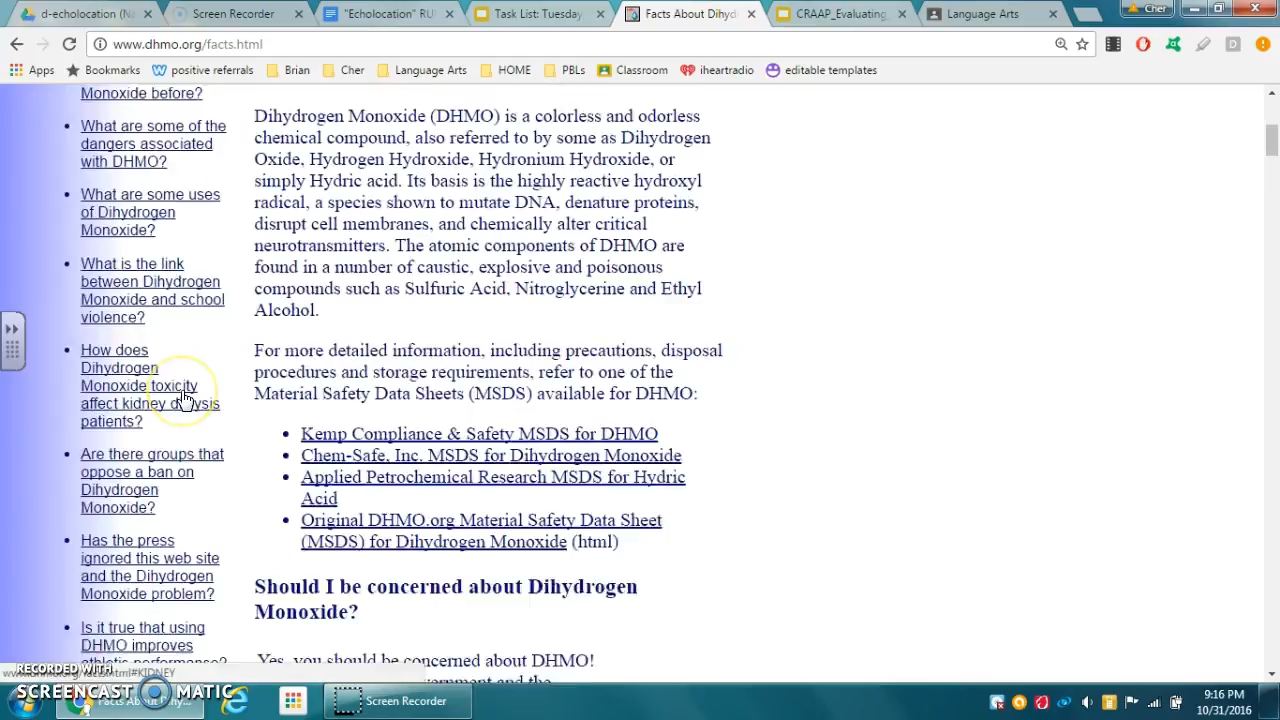 d-echolocation (N
Screen Recorder
"Echolocation" RU
Task List: Tuesday
Facts About Dihyd
CRAAP_Evaluating
Language Arts
Cher
www.dhmo.org/facts.html
Apps
Bookmarks
positive referrals
Brian
Cher
Language Arts
HOME
PBLs
Classroom
iheartradio
editable templates
Monoxide before?
What are some of the
dangers associated
with DHMO?
What are some uses
of Dihydrogen
Monoxide?
What is the link
between Dihydrogen
Monoxide and school
violence?
How does
Dihydrogen
Monoxide toxicity
affect kidney dialysis
patients?
Are there groups that
oppose a ban on
Dihydrogen
Monoxide?
Has the press
ignored this web site
and the Dihydrogen
Monoxide problem?
Is it true that using
DHMO improves
athletic performance?
Dihydrogen Monoxide (DHMO) is a colorless and odorless
chemical compound, also referred to by some as Dihydrogen
Oxide, Hydrogen Hydroxide, Hydronium Hydroxide, or
simply Hydric acid. Its basis is the highly reactive hydroxyl
radical, a species shown to mutate DNA, denature proteins,
disrupt cell membranes, and chemically alter critical
neurotransmitters. The atomic components of DHMO are
found in a number of caustic, explosive and poisonous
compounds such as Sulfuric Acid, Nitroglycerine and Ethyl
Alcohol.
For more detailed information, including precautions, disposal
procedures and storage requirements, refer to one of the
Material Safety Data Sheets (MSDS) available for DHMO:
Kemp Compliance & Safety MSDS for DHMO
Chem-Safe, Inc. MSDS for Dihydrogen Monoxide
Applied Petrochemical Research MSDS for Hydric
Acid
Original DHMO.org Material Safety Data Sheet
(MSDS) for Dihydrogen Monoxide (html)
Should I be concerned about Dihydrogen
Monoxide?
Yes, you should be concerned about DHMO!
www.dhmo.org/facts.html#KIDNEY
RECORDED WITH
SCREENCAST MATIC
Facts About Dihy...
Screen Recorder
9:16 PM
10/31/2016